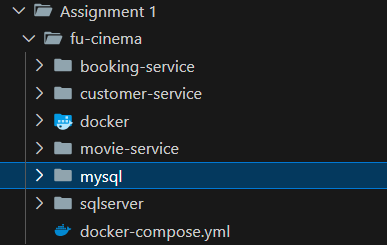 Assignment 1
fu-cinema
booking-service
customer-service
docker
movie-service
mysql
sqlserver
docker-compose.yml